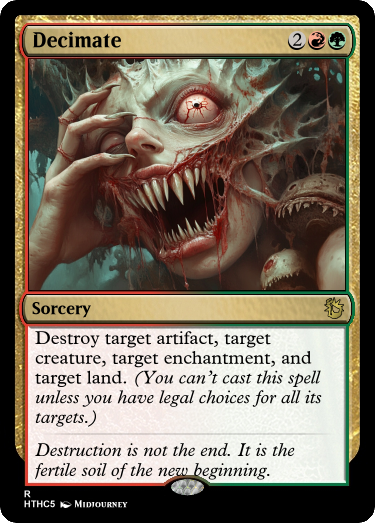 Decimate 2
Sorcery
Destroy target artifact, target
creature, target enchantment, and
target land. (You can't cast this spell
unless you have legal choices for all its
targets.)
Destruction is not the end. It is the
fertile soil of the new beginning.
R
HTHC5 Midjourney